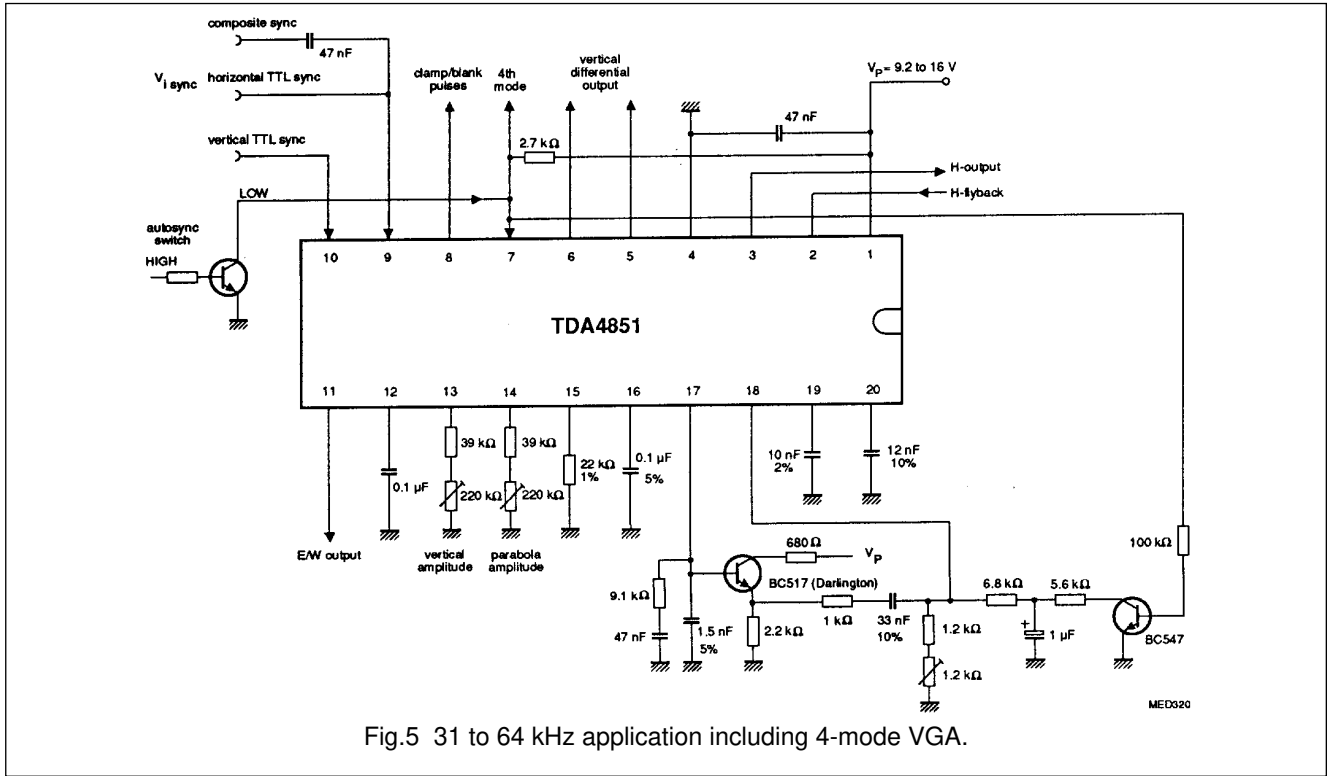 composite sync
47 nF
V i sync
horizontal TTL sync
vertical TTL sync
clamp/blank
pulses
4th
mode
vertical
differential
output
VP= 9.2 to 16 V
47 nF
2.7 kΩ
H-output
H-flyback
LOW
autosync
switch
HIGH
10 9 8 7 6 5 4 3 2 1
TDA4851
11 12 13 14 15 16 17 18 19 20
0.1 µF
39 kΩ
220 kΩ
39 kΩ
220 kΩ
22 kΩ
1%
0.1 µF
5%
10 nF
2%
12 nF
10%
E/W output
vertical
amplitude
parabola
amplitude
680 Ω
VP
BC517 (Darlington)
9.1 kΩ
47 nF
1.5 nF
5%
2.2 kΩ
1 kΩ
33 nF
10%
1.2 kΩ
1.2 kΩ
6.8 kΩ
5.6 kΩ
+
1 µF
100 kΩ
BC547
MED320
Fig.5 31 to 64 kHz application including 4-mode VGA.